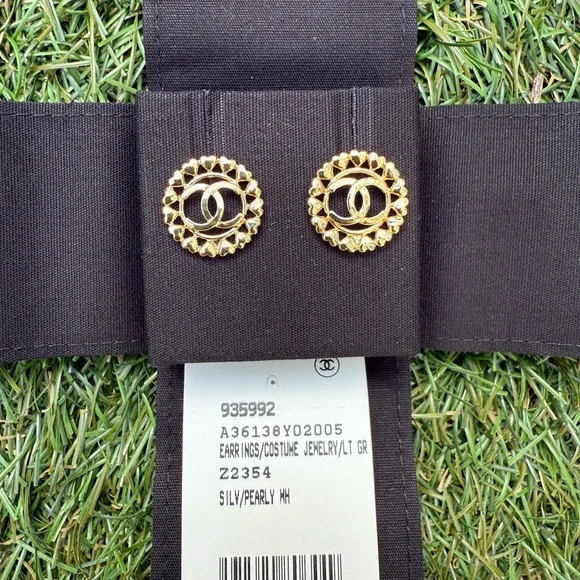 935992
A36138Y02005
EARRINGS/COSTUME JEWELRY/LT GR
Z2354
SILV/PEARLY WH